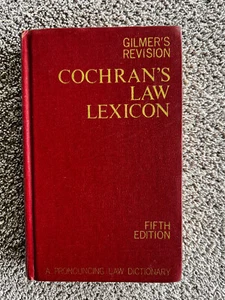 GILMER'S
REVISION
COCHRAN'S
LAW
LEXICON
FIFTH
EDITION
A PRONOUNCING LAW DICTIONARY